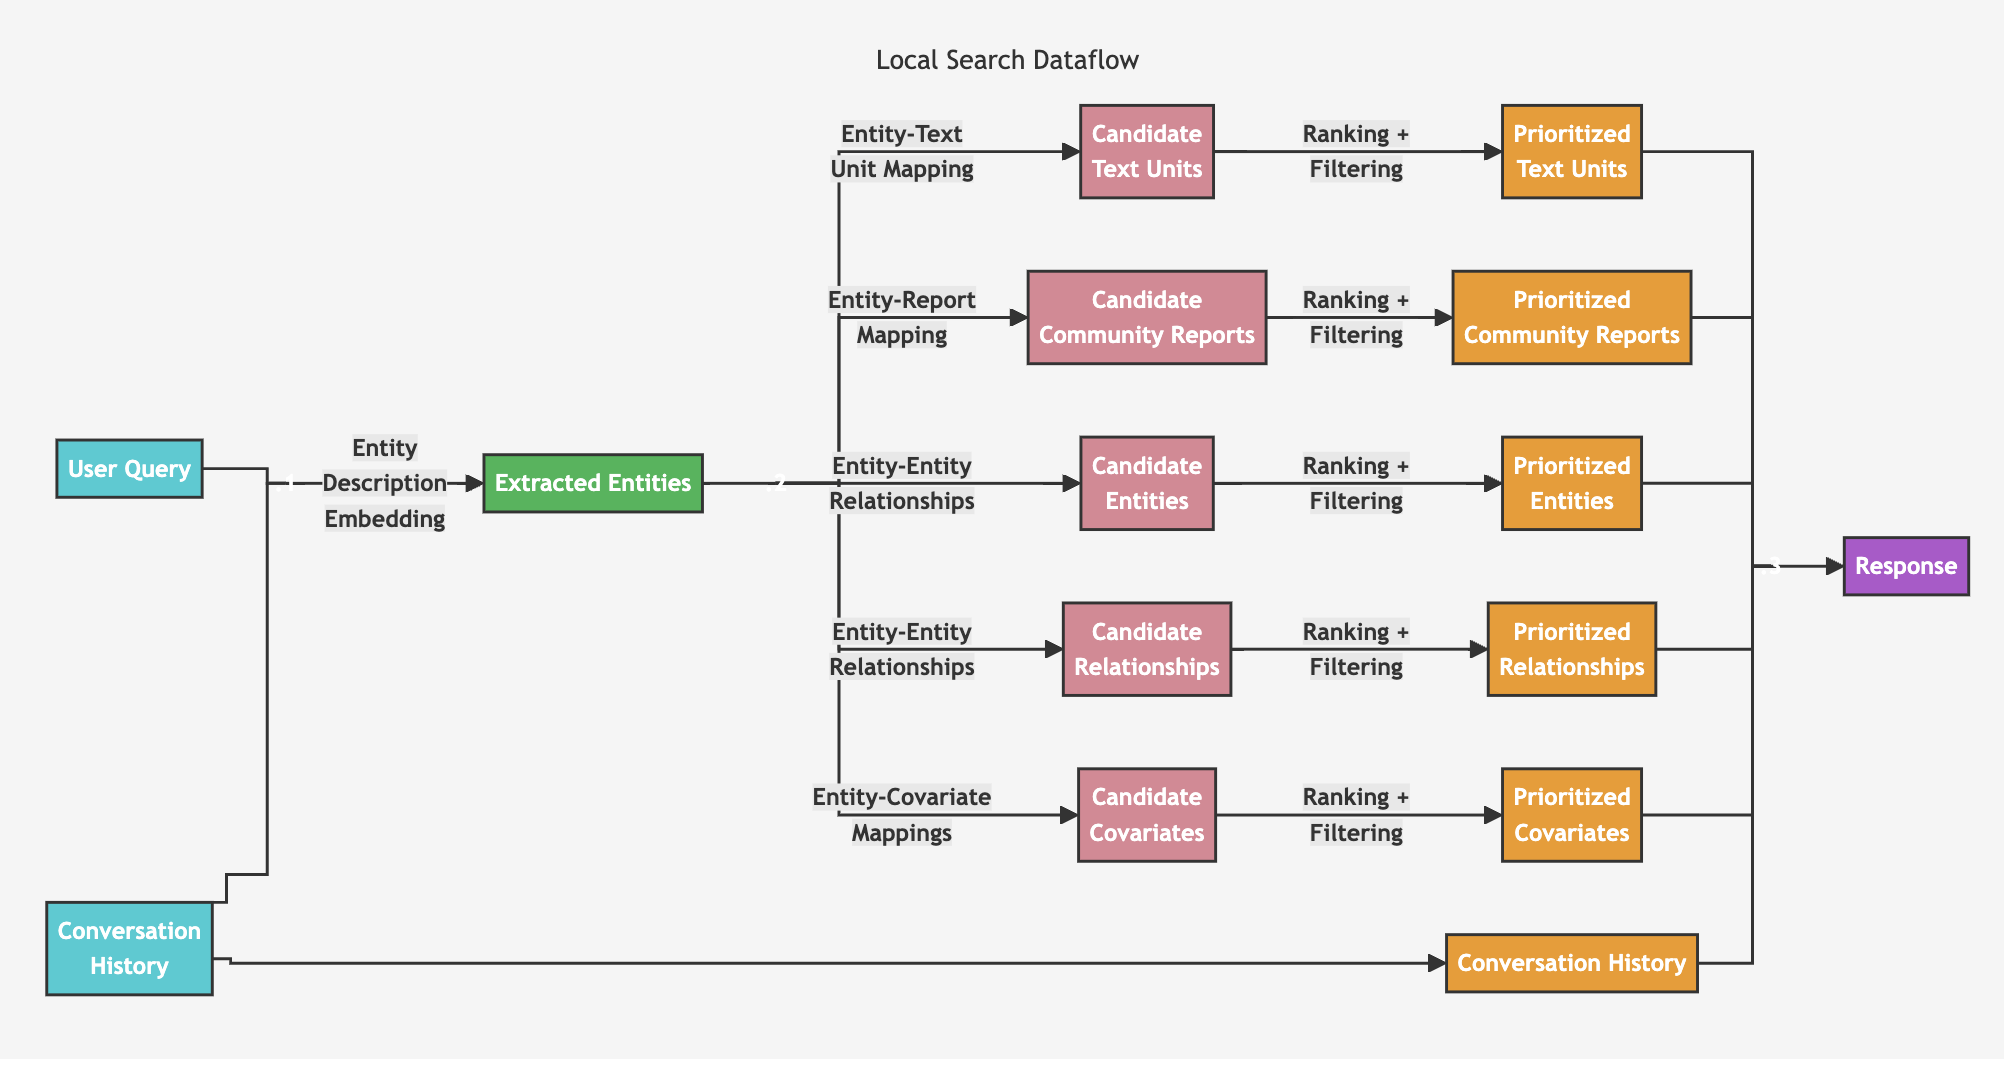 Local Search Dataflow
Entity-Text
Unit Mapping
Candidate
Text Units
Ranking +
Filtering
Prioritized
Text Units
Entity-Report
Mapping
Candidate
Community Reports
Ranking +
Filtering
Prioritized
Community Reports
User Query
.1
Entity
Description
Embedding
Extracted Entities
.2
Entity-Entity
Relationships
Candidate
Entities
Ranking +
Filtering
Prioritized
Entities
.3
Response
Entity-Entity
Relationships
Candidate
Relationships
Ranking +
Filtering
Prioritized
Relationships
Entity-Covariate
Mappings
Candidate
Covariates
Ranking +
Filtering
Prioritized
Covariates
Conversation
History
Conversation History